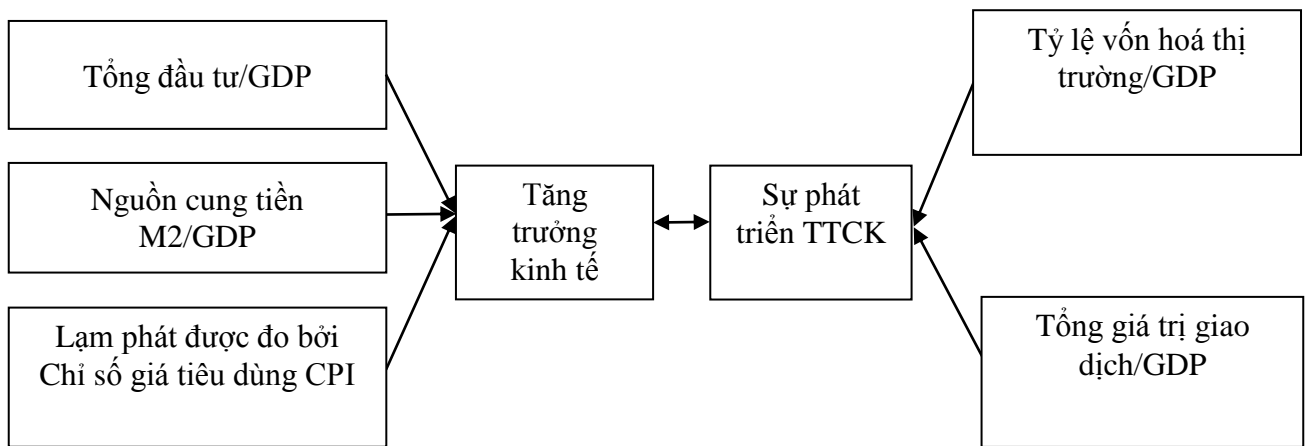 Tổng đầu tư/GDP
Nguồn cung tiền
M2/GDP
Lạm phát được đo bởi
Chỉ số giá tiêu dùng CPI
Tăng
trưởng
kinh tế
Sự phát
triển TTCK
Tỷ lệ vốn hoá thị
trường/GDP
Tổng giá trị giao
dịch/GDP